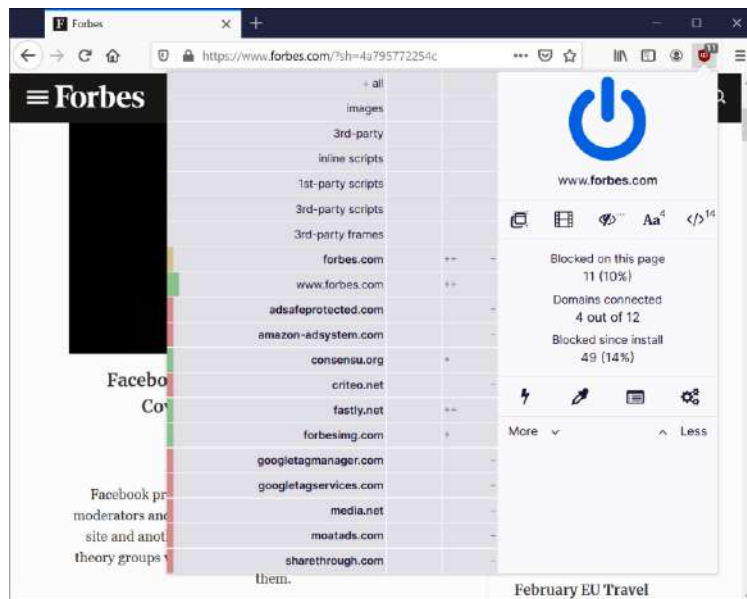 Forbes
https://www.forbes.com/?sh=4a795772254c
11
Forbes
+ all
images
3rd-party
inline scripts
1st-party scripts
3rd-party scripts
3rd-party frames
forbes.com ++ -
www.forbes.com ++
adsafeprotected.com -
amazon-adsystem.com -
consensu.org +
criteo.net -
fastly.net ++
forbesimg.com +
googletagmanager.com -
googletagservices.com -
media.net -
moatads.com -
sharethrough.com -
www.forbes.com
Aa 4 </> 14
Blocked on this page
11 (10%)
Domains connected
4 out of 12
Blocked since install
49 (14%)
More Less
Facebo
Co
Facebook pr
moderators and
site and anot
theory groups
them.
February EU Travel